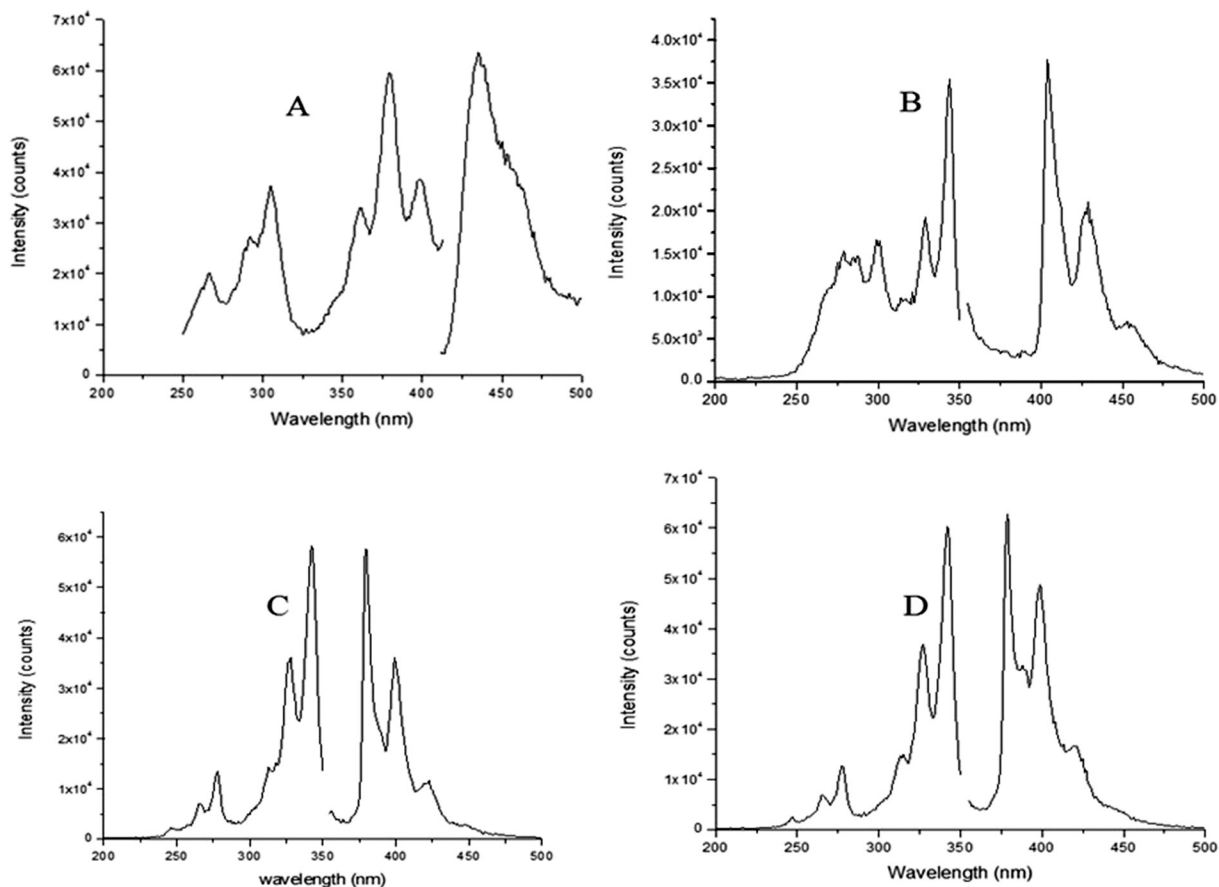 A
Intensity (counts)
7x10⁴
6x10⁴
5x10⁴
4x10⁴
3x10⁴
2x10⁴
1x10⁴
0
200 250 300 350 400 450 500
Wavelength (nm)
B
Intensity (counts)
4.0x10⁴
3.5x10⁴
3.0x10⁴
2.5x10⁴
2.0x10⁴
1.5x10⁴
1.0x10⁴
5.0x10³
0.0
200 250 300 350 400 450 500
Wavelength (nm)
C
Intensity (counts)
6x10⁴
5x10⁴
4x10⁴
3x10⁴
2x10⁴
1x10⁴
0
200 250 300 350 400 450 500
wavelength (nm)
D
Intensity (counts)
7x10⁴
6x10⁴
5x10⁴
4x10⁴
3x10⁴
2x10⁴
1x10⁴
0
200 250 300 350 400 450 500
Wavelength (nm)